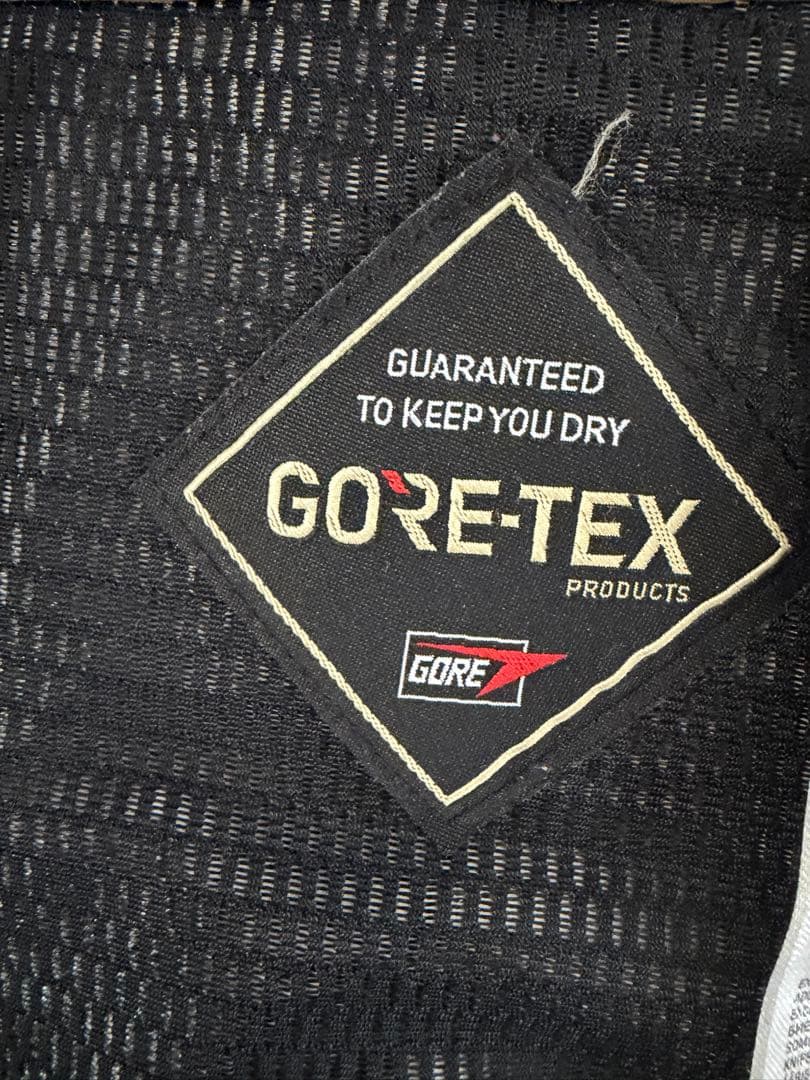 GUARANTEED
TO KEEP YOU DRY
GORE-TEX
PRODUCTS
GORE